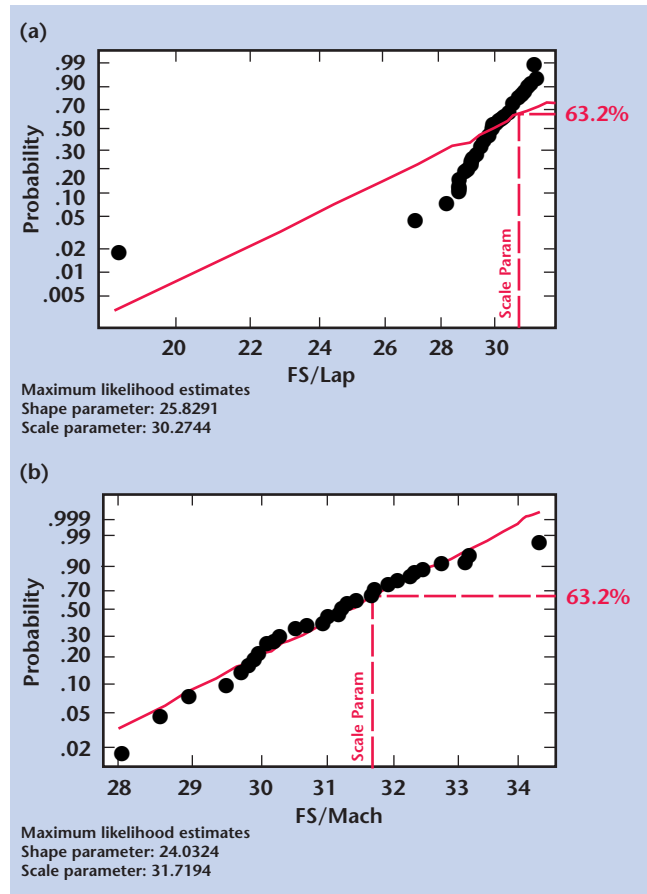 (a)
.99
.90
.70
.50
.30
.20
.10
.05
.02
.01
.005
Probability
63.2%
Scale Param
20 22 24 26 28 30
FS/Lap
Maximum likelihood estimates
Shape parameter: 25.8291
Scale parameter: 30.2744
(b)
.999
.99
.90
.70
.50
.30
.20
.10
.05
.02
Probability
63.2%
Scale Param
28 29 30 31 32 33 34
FS/Mach
Maximum likelihood estimates
Shape parameter: 24.0324
Scale parameter: 31.7194